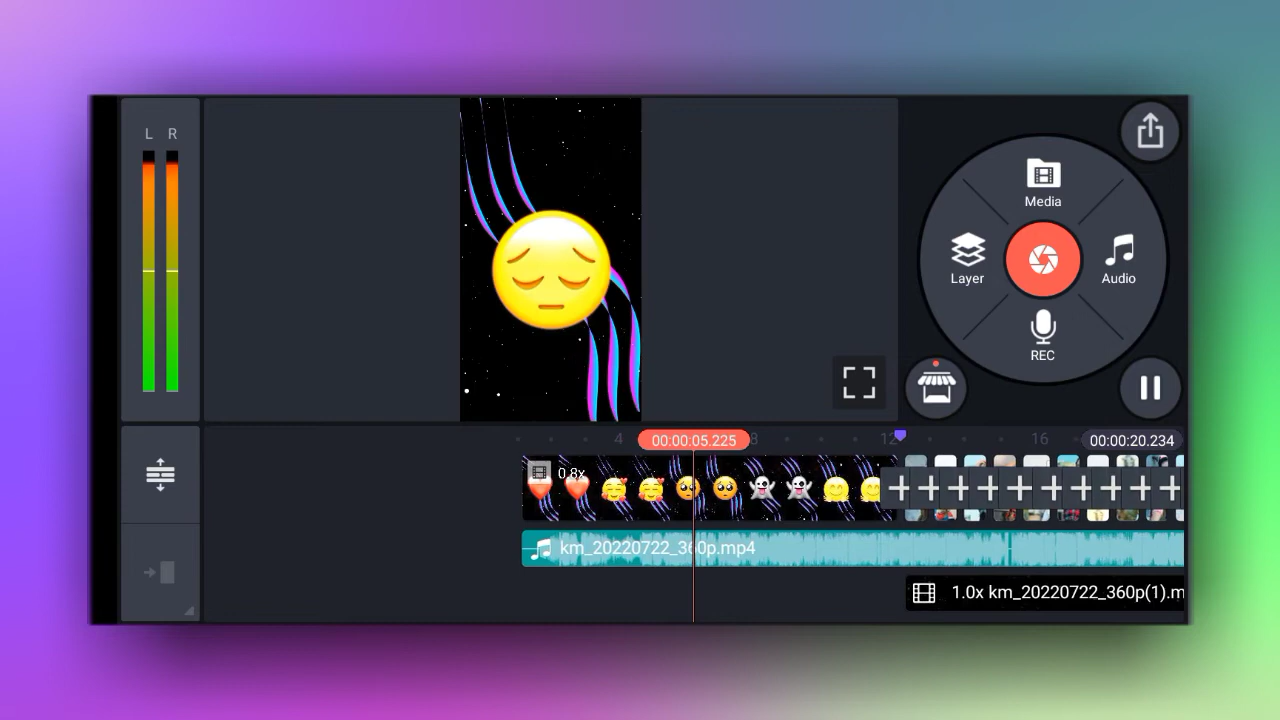 L R
Media
Layer
Audio
REC
4
00:00:05.225
8
12
16
00:00:20.234
0.8x
km_20220722_360p.mp4
1.0x km_20220722_360p(1).m